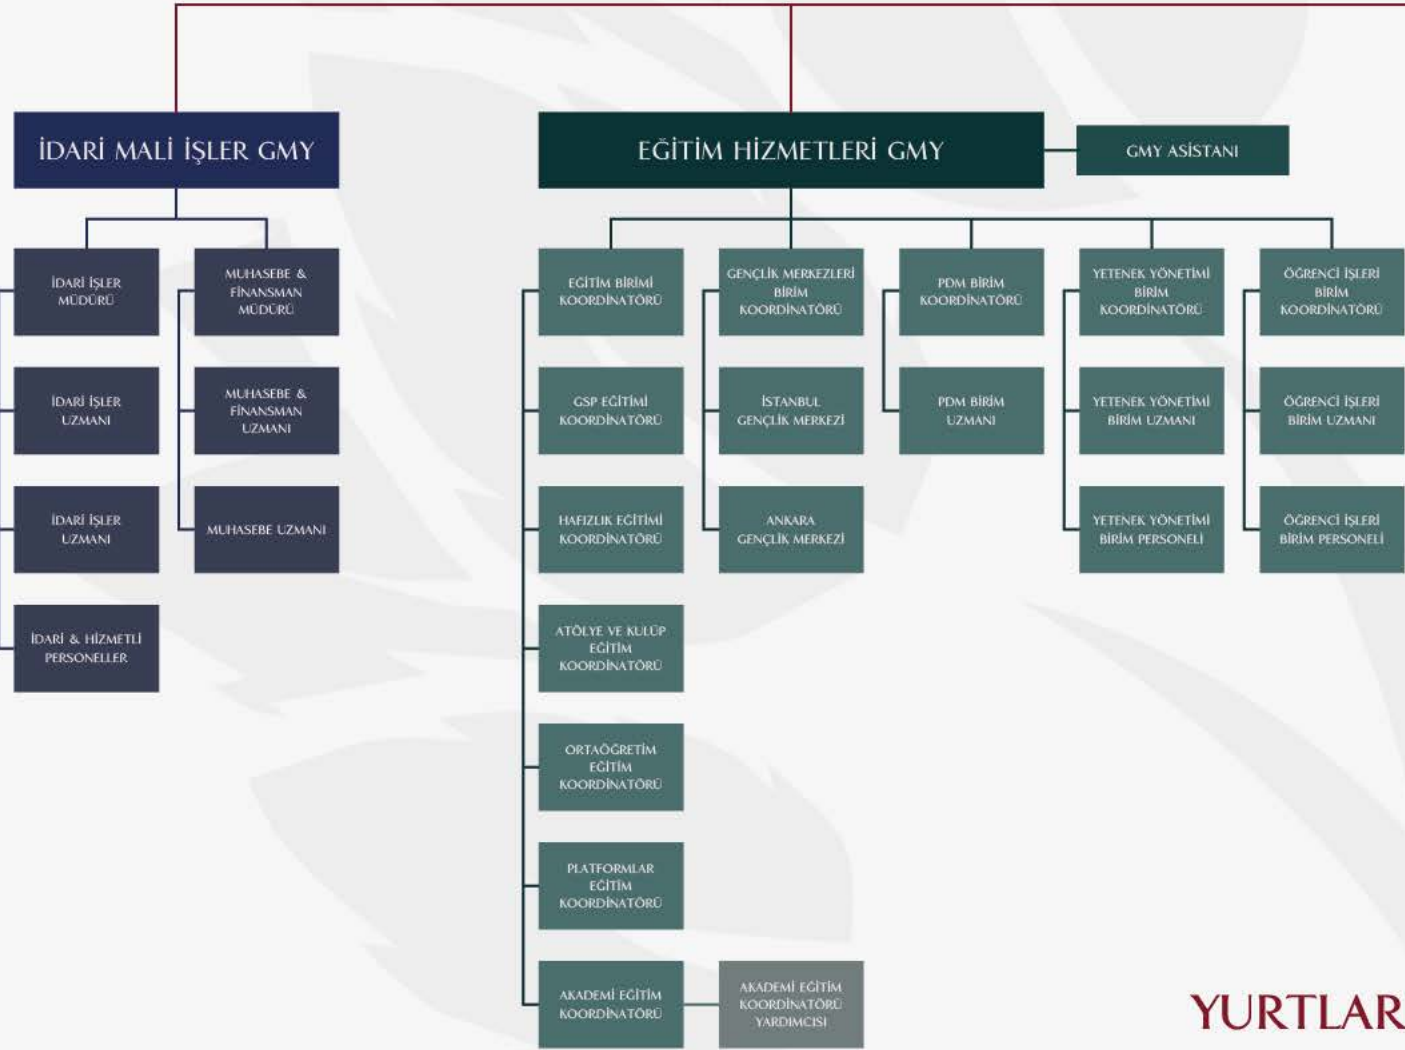 İDARİ MALİ İŞLER GMY
EĞİTİM HİZMETLERİ GMY
GMY ASİSTANI
İDARİ İŞLER
MÜDÜRÜ
MUHASEBE &
FİNANSMAN
MÜDÜRÜ
EĞİTİM BİRİMİ
KOORDİNATÖRÜ
GENÇLİK MERKEZLERİ
BİRİM
KOORDİNATÖRÜ
PDM BİRİM
KOORDİNATÖRÜ
YETENEK YÖNETİMİ
BİRİM
KOORDİNATÖRÜ
ÖĞRENCİ İŞLERİ
BİRİM
KOORDİNATÖRÜ
İDARİ İŞLER
UZMANI
MUHASEBE &
FİNANSMAN
UZMANI
GSP EĞİTİMİ
KOORDİNATÖRÜ
İSTANBUL
GENÇLİK MERKEZİ
PDM BİRİM
UZMANI
YETENEK YÖNETİMİ
BİRİM UZMANI
ÖĞRENCİ İŞLERİ
BİRİM UZMANI
İDARİ İŞLER
UZMANI
MUHASEBE UZMANI
HAFIZLIK EĞİTİMİ
KOORDİNATÖRÜ
ANKARA
GENÇLİK MERKEZİ
YETENEK YÖNETİMİ
BİRİM PERSONELİ
ÖĞRENCİ İŞLERİ
BİRİM PERSONELİ
İDARİ & HİZMETLİ
PERSONELLER
ATÖLYE VE KULÜP
EĞİTİM
KOORDİNATÖRÜ
ORTAÖĞRETİM
EĞİTİM
KOORDİNATÖRÜ
PLATFORMLAR
EĞİTİM
KOORDİNATÖRÜ
AKADEMİ EĞİTİM
KOORDİNATÖRÜ
AKADEMİ EĞİTİM
KOORDİNATÖRÜ
YARDIMCISI
YURTLAR